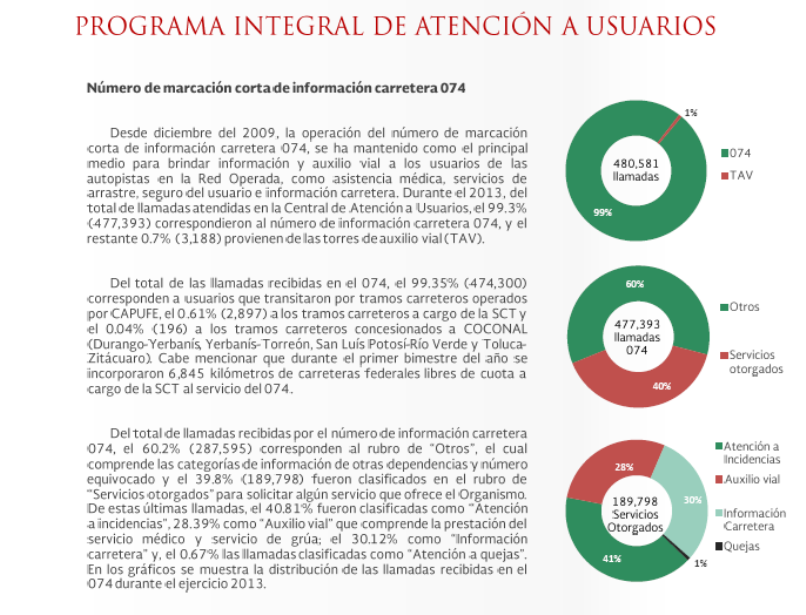 PROGRAMA INTEGRAL DE ATENCIÓN A USUARIOS
Número de marcación corta de información carretera 074
Desde diciembre del 2009, la operación del número de marcación
corta de información carretera 074, se ha mantenido como el principal
medio para brindar información y auxilio vial a los usuarios de las
autopistas en la Red Operada, como asistencia médica, servicios de
arrastre, seguro del usuario e información carretera. Durante el 2013, del
total de llamadas atendidas en la Central de Atención a Usuarios, el 99.3%
(477,393) correspondieron al número de información carretera 074, y el
restante 0.7% (3,188) provienen de las torres de auxilio vial (TAV).
1%
480,581
llamadas
99%
074
TAV
Del total de las llamadas recibidas en el 074, el 99.35% (474,300)
corresponden a usuarios que transitaron por tramos carreteros operados
por CAPUFE, el 0.61% (2,897) a los tramos carreteros a cargo de la SCT y
el 0.04% (196) a los tramos carreteros concesionados a COCONAL
(Durango-Yerbanís, Yerbanís-Torreón, San Luís Potosí-Río Verde y Toluca-
Zitácuaro). Cabe mencionar que durante el primer bimestre del año se
incorporaron 6,845 kilómetros de carreteras federales libres de cuota a
cargo de la SCT al servicio del 074.
60%
477,393
llamadas
074
40%
Otros
Servicios
otorgados
Del total de llamadas recibidas por el número de información carretera
074, el 60.2% (287,595) corresponden al rubro de "Otros", el cual
comprende las categorías de información de otras dependencias y número
equivocado y el 39.8% (189,798) fueron clasificados en el rubro de
"Servicios otorgados" para solicitar algún servicio que ofrece el Organismo.
De estas últimas llamadas, el 40.81% fueron clasificadas como "Atención
a incidencias", 28.39% como "Auxilio vial" que comprende la prestación del
servicio médico y servicio de grúa; el 30.12% como "Información
carretera" y, el 0.67% las llamadas clasificadas como "Atención a quejas".
En los gráficos se muestra la distribución de las llamadas recibidas en el
074 durante el ejercicio 2013.
28%
30%
189,798
Servicios
Otorgados
41%
1%
Atención a
Incidencias
Auxilio vial
Información
Carretera
Quejas